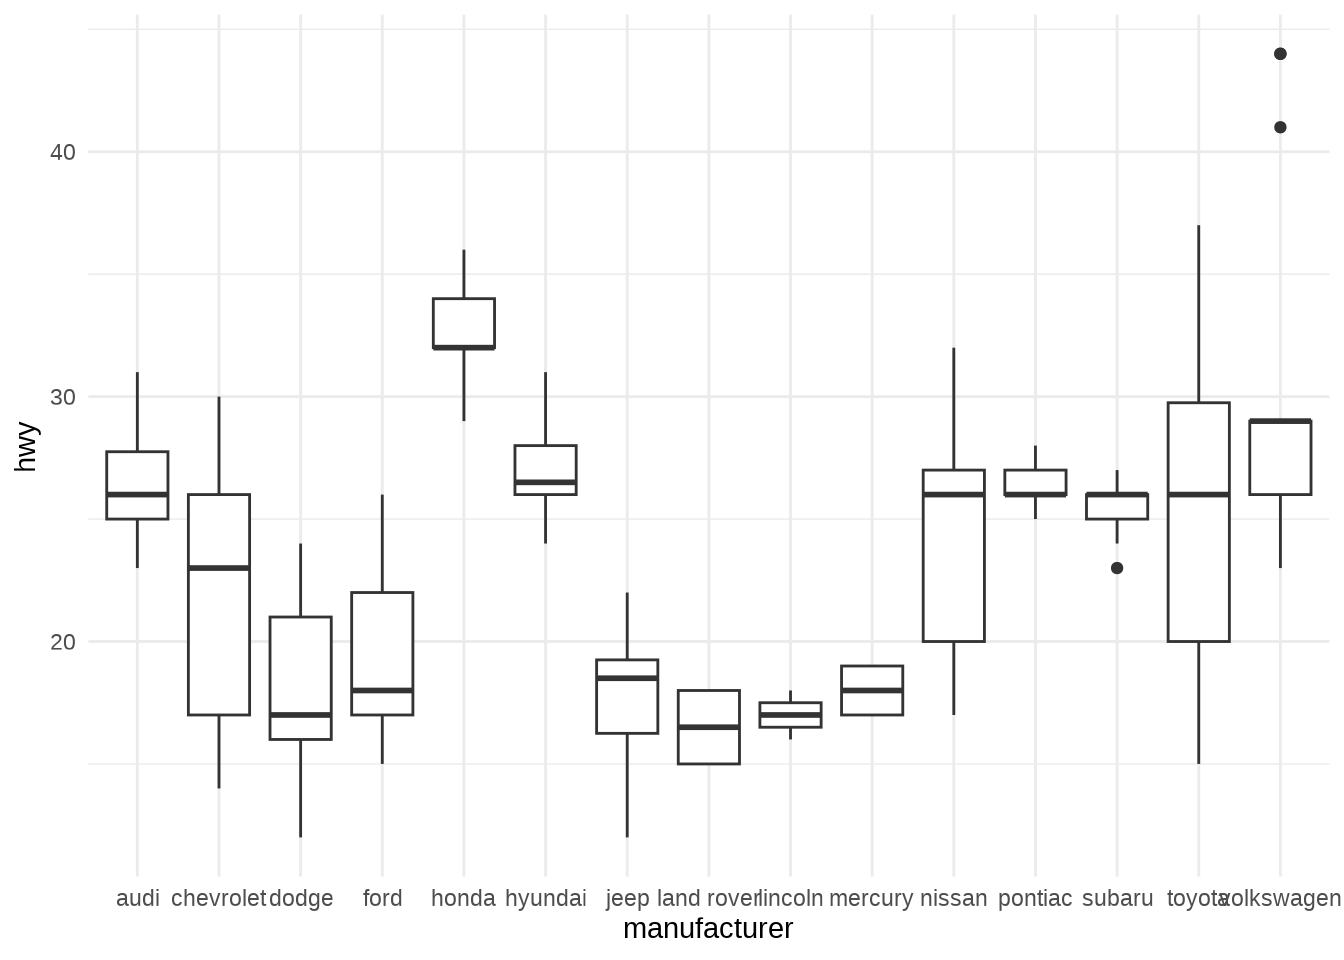 hwy
40
30
20
audi chevrolet dodge ford honda hyundai jeep land rover lincoln mercury nissan pontiac subaru toyota volkswagen
manufacturer